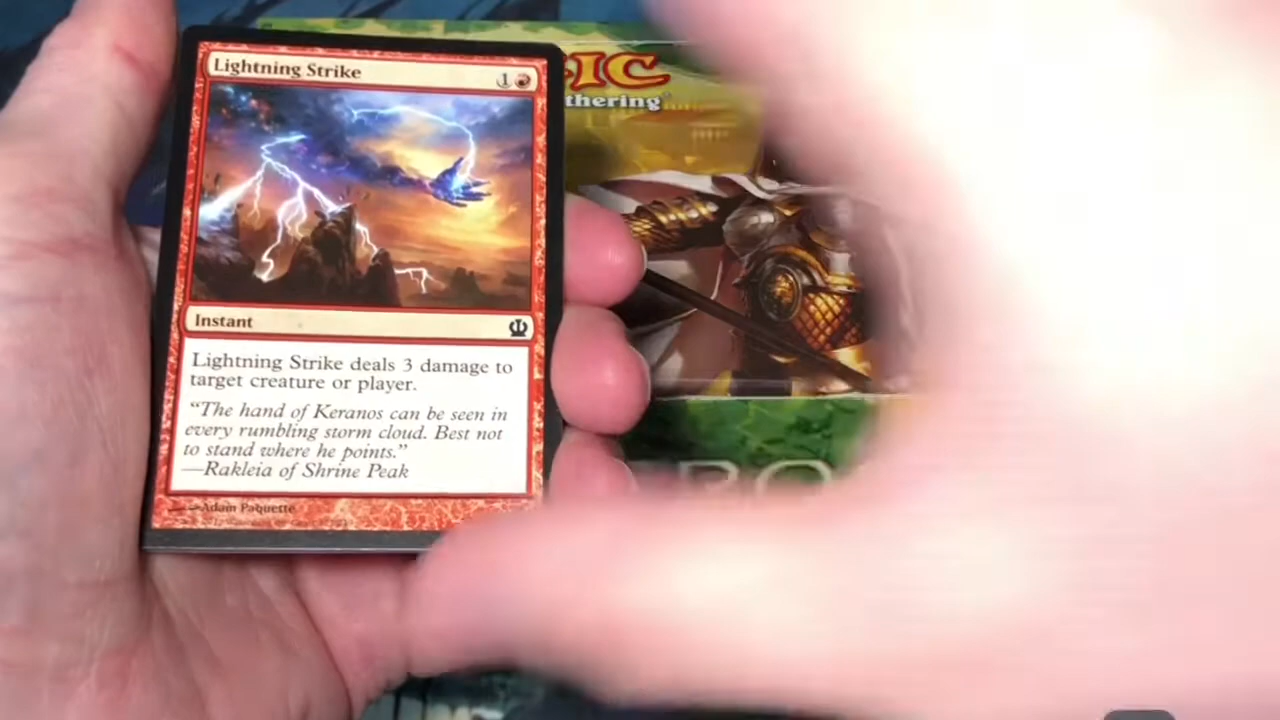 Lightning Strike
1
IC
thering
Instant
Lightning Strike deals 3 damage to
target creature or player.
“The hand of Keranos can be seen in
every rumbling storm cloud. Best not
to stand where he points.”
—Rakleia of Shrine Peak
Adam Paquette